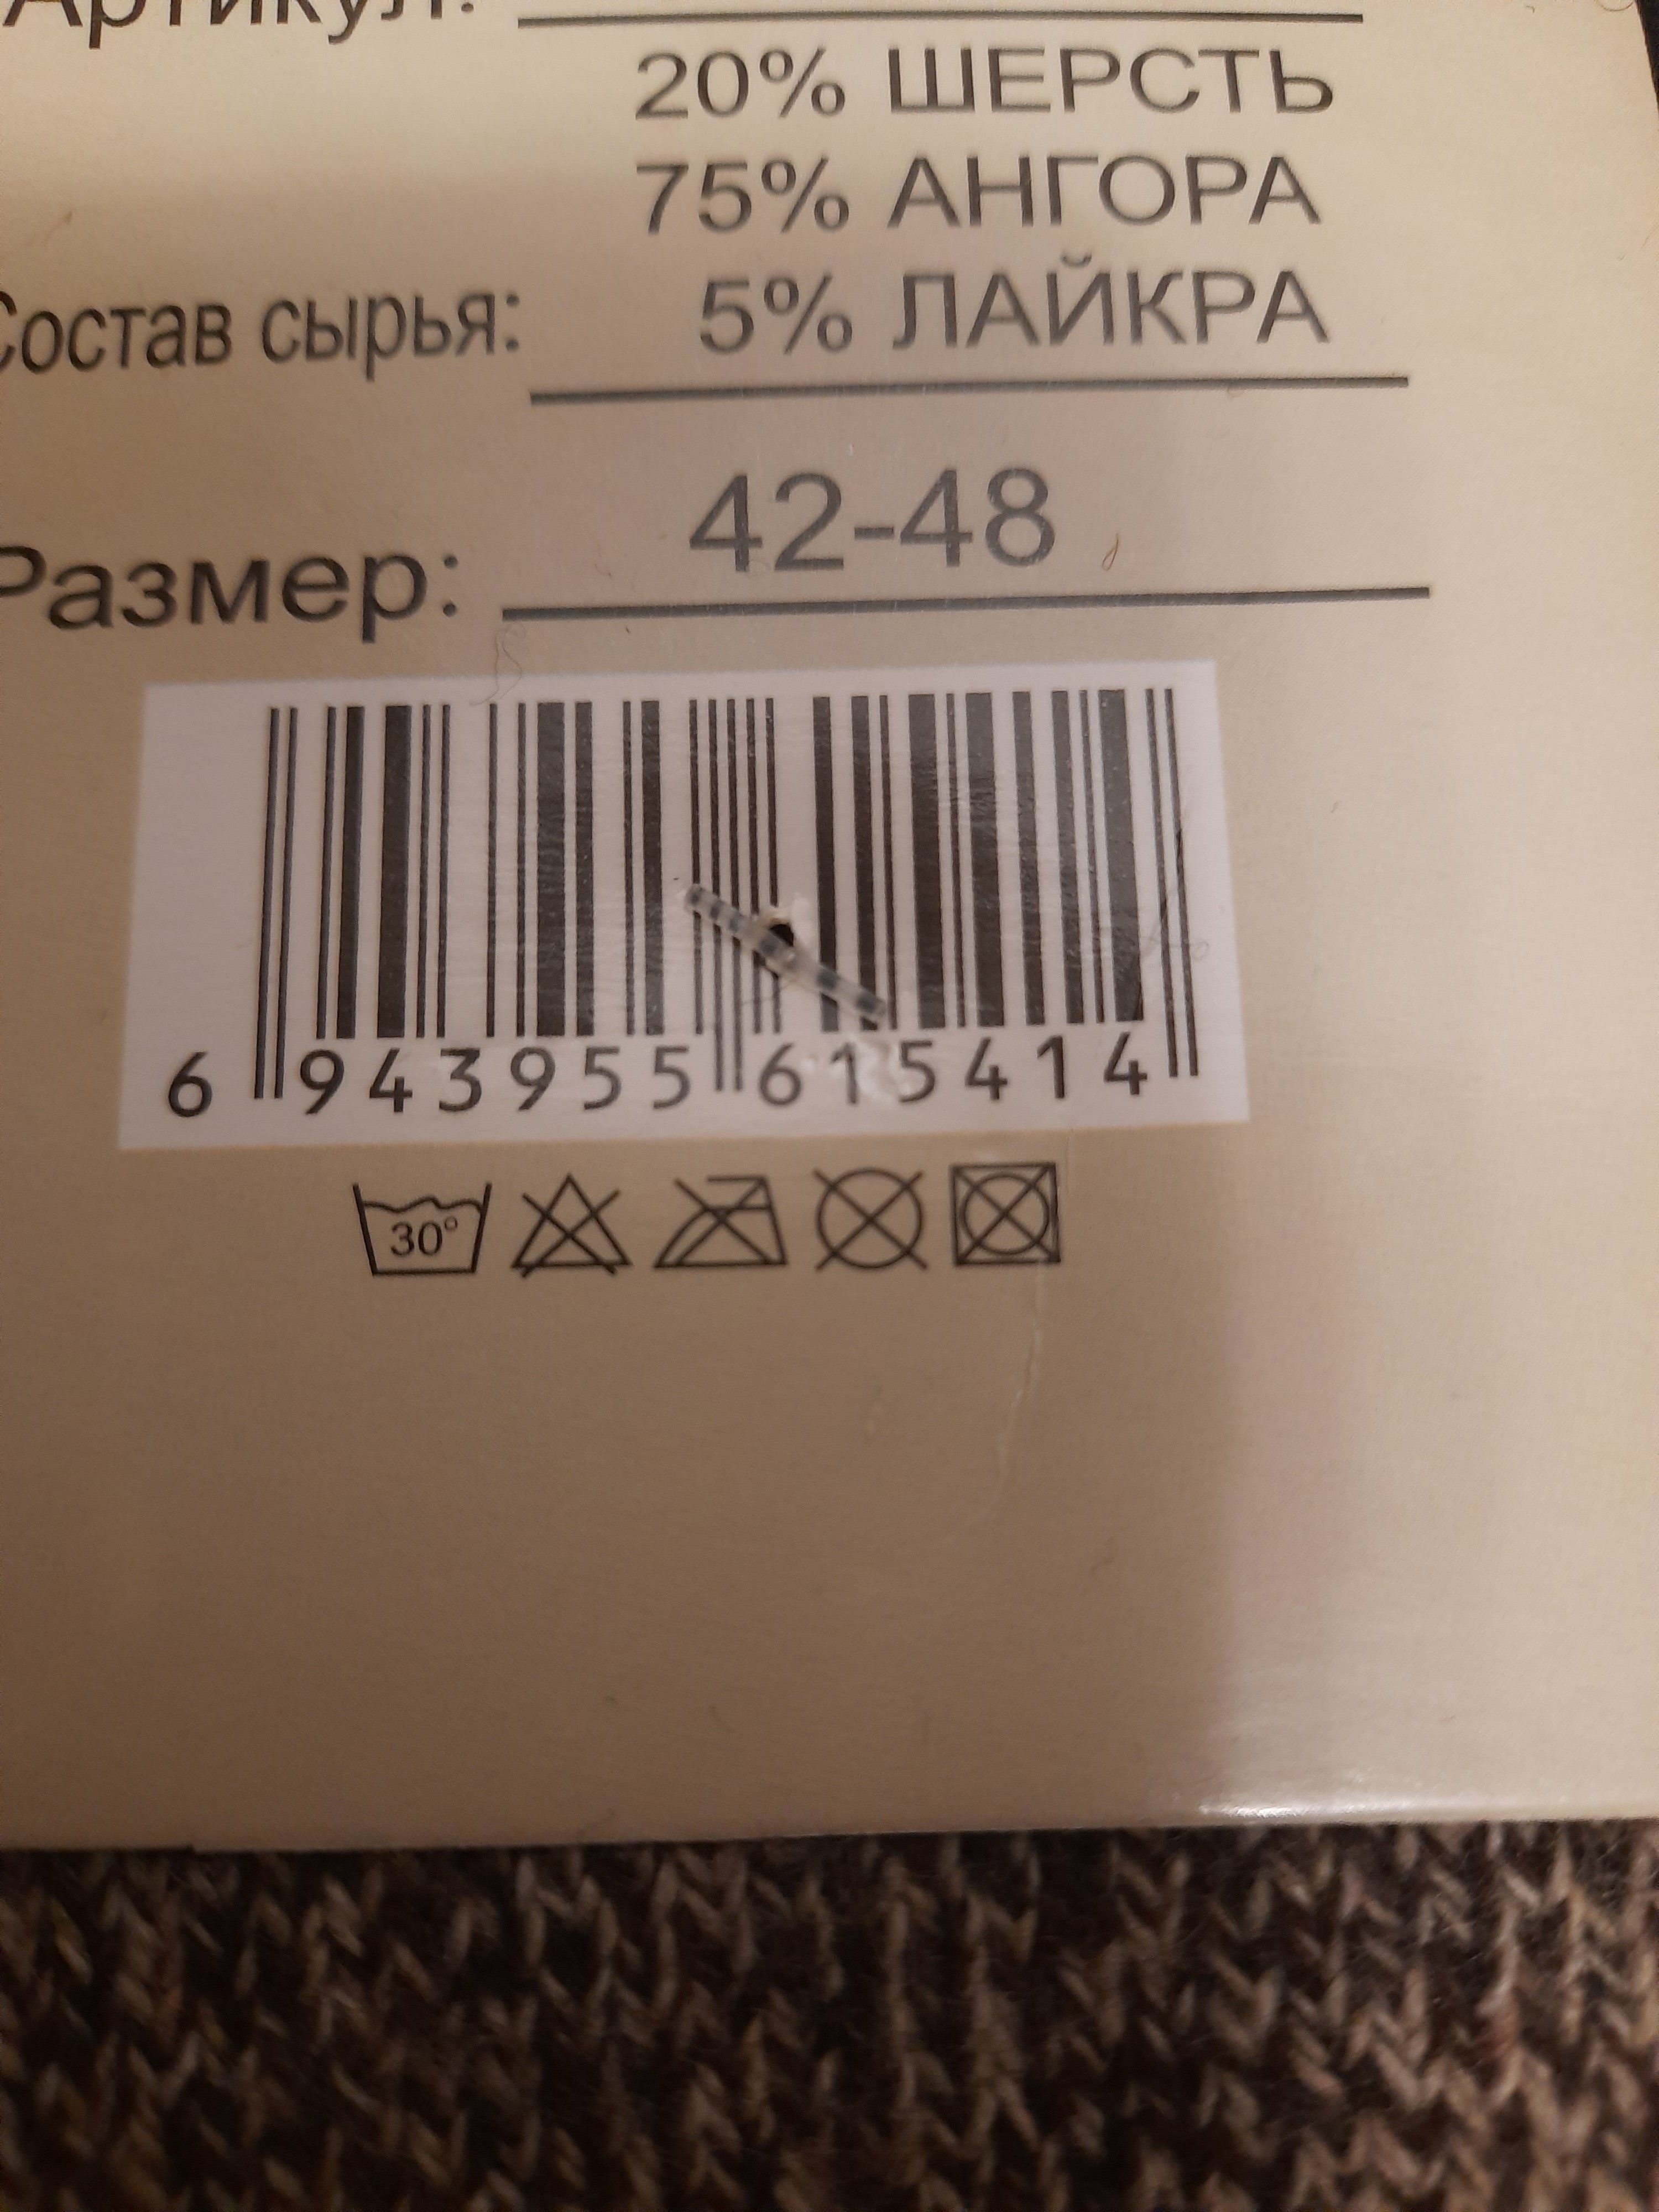 Артикул:
20% ШЕРСТЬ
75% АНГОРА
Состав сырья: 5% ЛАЙКРА
Размер: 42-48
6 943955 615414
30°